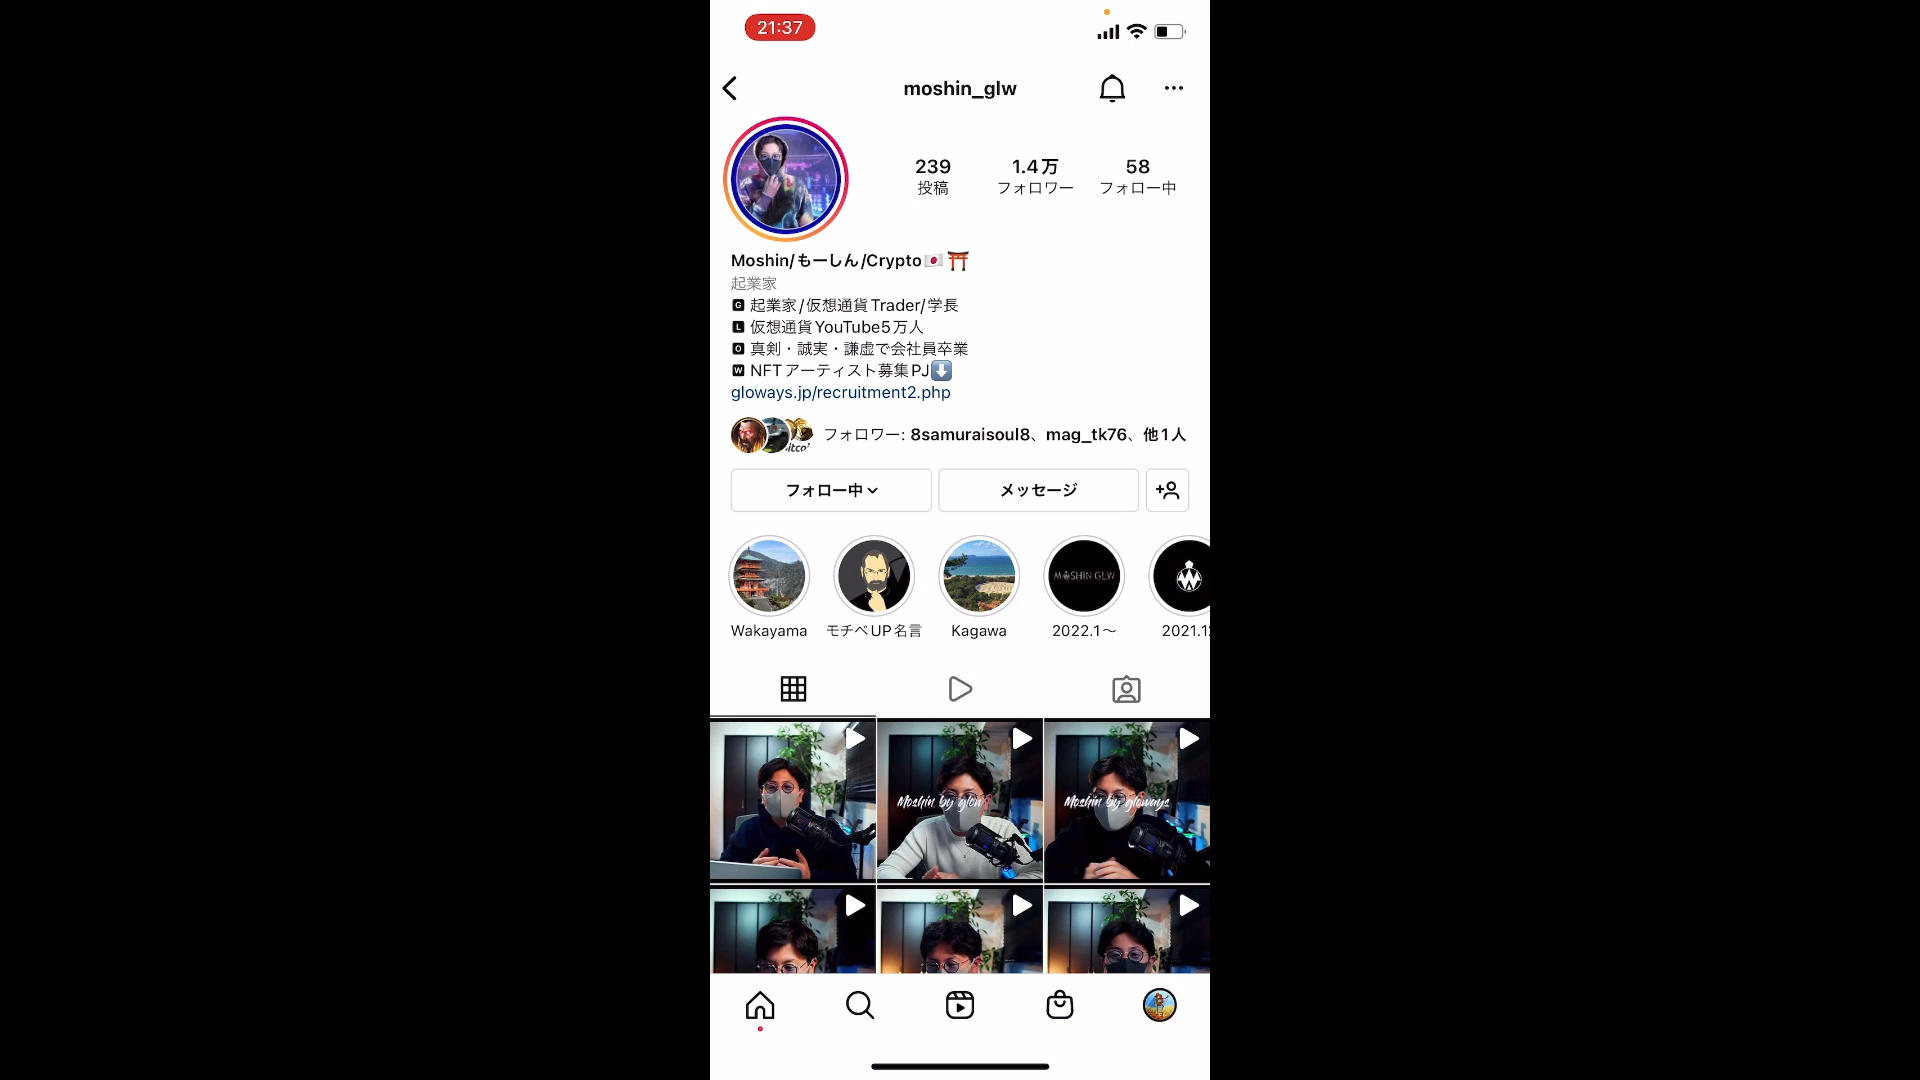 21:37
moshin_glw
239
投稿
1.4万
フォロワー
58
フォロー中
Moshin/もーしん/Crypto🇯🇵⛩
起業家
🅶 起業家/仮想通貨Trader/学長
🅻 仮想通貨YouTube5万人
🅾 真剣・誠実・謙虚で会社員卒業
🆆 NFTアーティスト募集PJ⬇️
gloways.jp/recruitment2.php
フォロワー: 8samuraisoul8、mag_tk76、他1人
フォロー中
メッセージ
MOSHIN GLW
Wakayama
モチベUP名言
Kagawa
2022.1〜
2021.12
Moshin by glow
Moshin by gloways